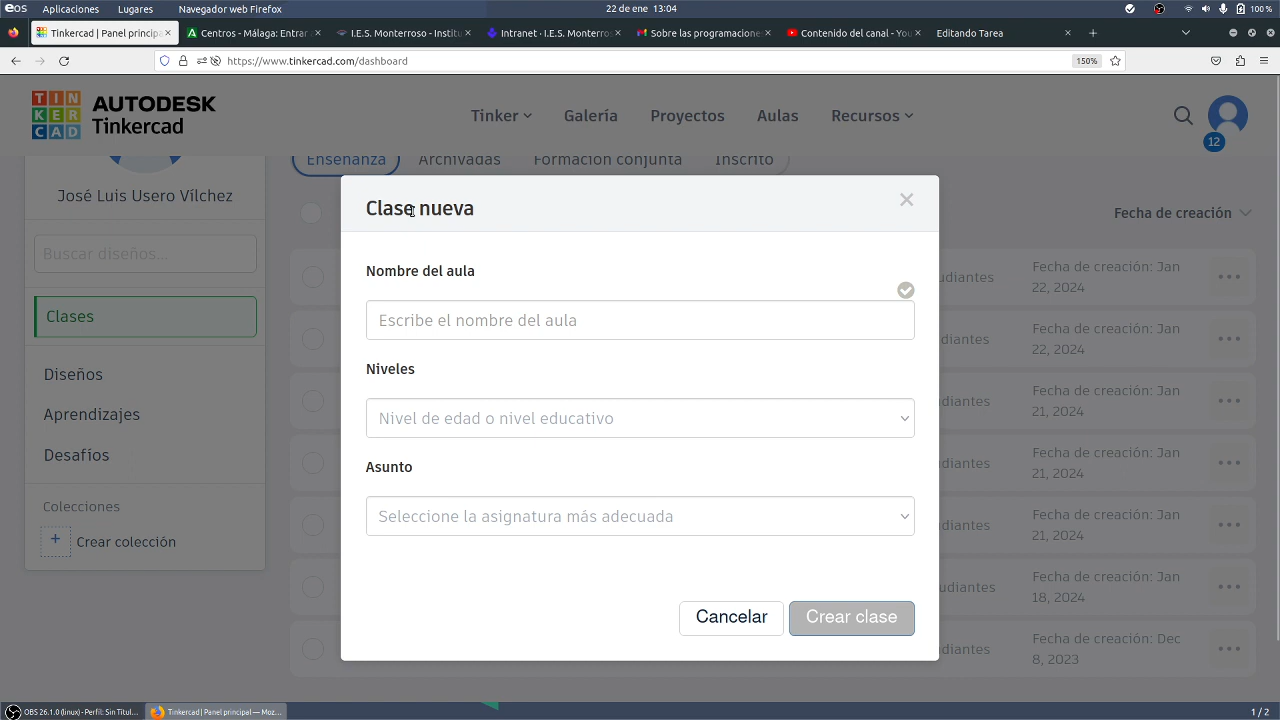 eos Aplicaciones Lugares Navegador web Firefox 22 de ene 13:04 100 %
Tinkercad | Panel principa Centros - Málaga: Entrar I.E.S. Monterroso - Institu Intranet · I.E.S. Monterros Sobre las programacione Contenido del canal - You Editando Tarea
https://www.tinkercad.com/dashboard 150%
TINKERCAD AUTODESK Tinkercad
Tinker Galería Proyectos Aulas Recursos
12
Enseñanza Archivadas Formación conjunta Inscrito
José Luis Usero Vílchez
Fecha de creación
Buscar diseños...
Clases
Diseños
Aprendizajes
Desafíos
Colecciones
+ Crear colección
Clase nueva
Nombre del aula
Escribe el nombre del aula
Niveles
Nivel de edad o nivel educativo
Asunto
Seleccione la asignatura más adecuada
Cancelar Crear clase
udiantes Fecha de creación: Jan 22, 2024
diantes Fecha de creación: Jan 22, 2024
diantes Fecha de creación: Jan 21, 2024
diantes Fecha de creación: Jan 21, 2024
diantes Fecha de creación: Jan 21, 2024
udiantes Fecha de creación: Jan 18, 2024
diantes Fecha de creación: Dec 8, 2023
OBS 26.1.0 (linux) - Perfil: Sin Titul... Tinkercad | Panel principal — Moz... 1 / 2